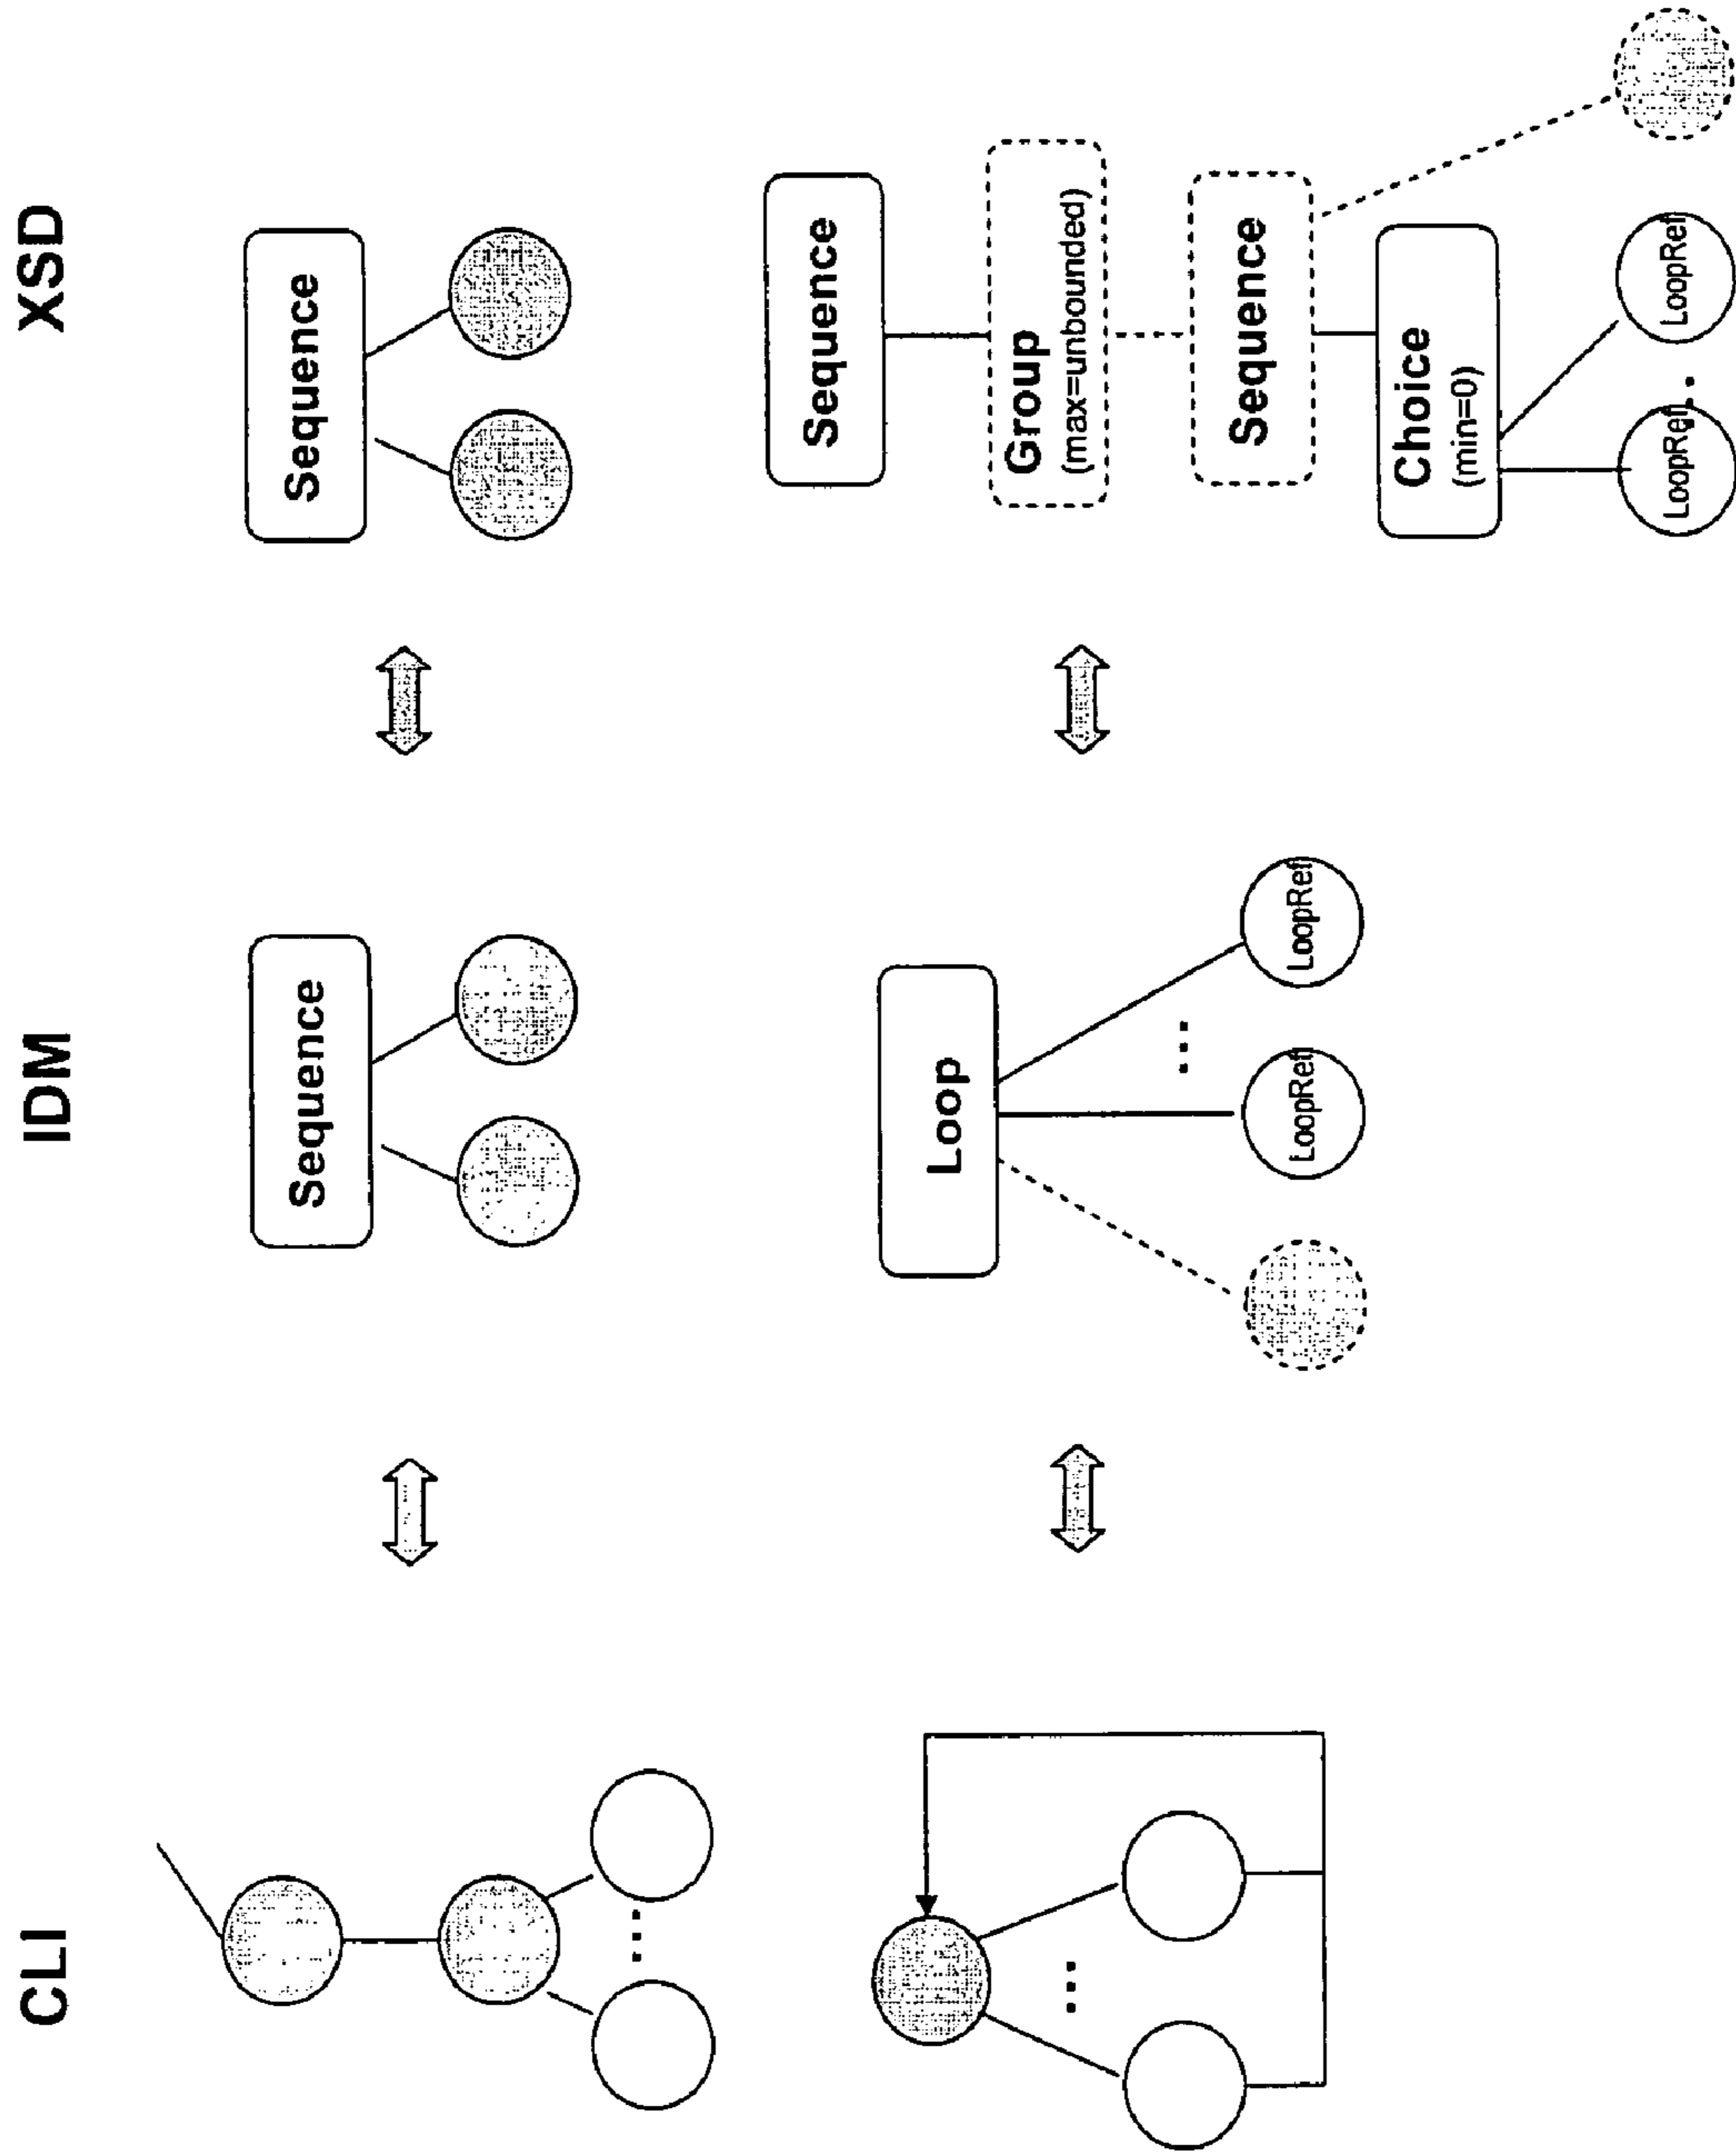 CLI
IDM
XSD
Sequence
Sequence
Loop
LoopRef
LoopRef
Sequence
Group
(max=unbounded)
Sequence
Choice
(min=0)
LoopRef
LoopRef